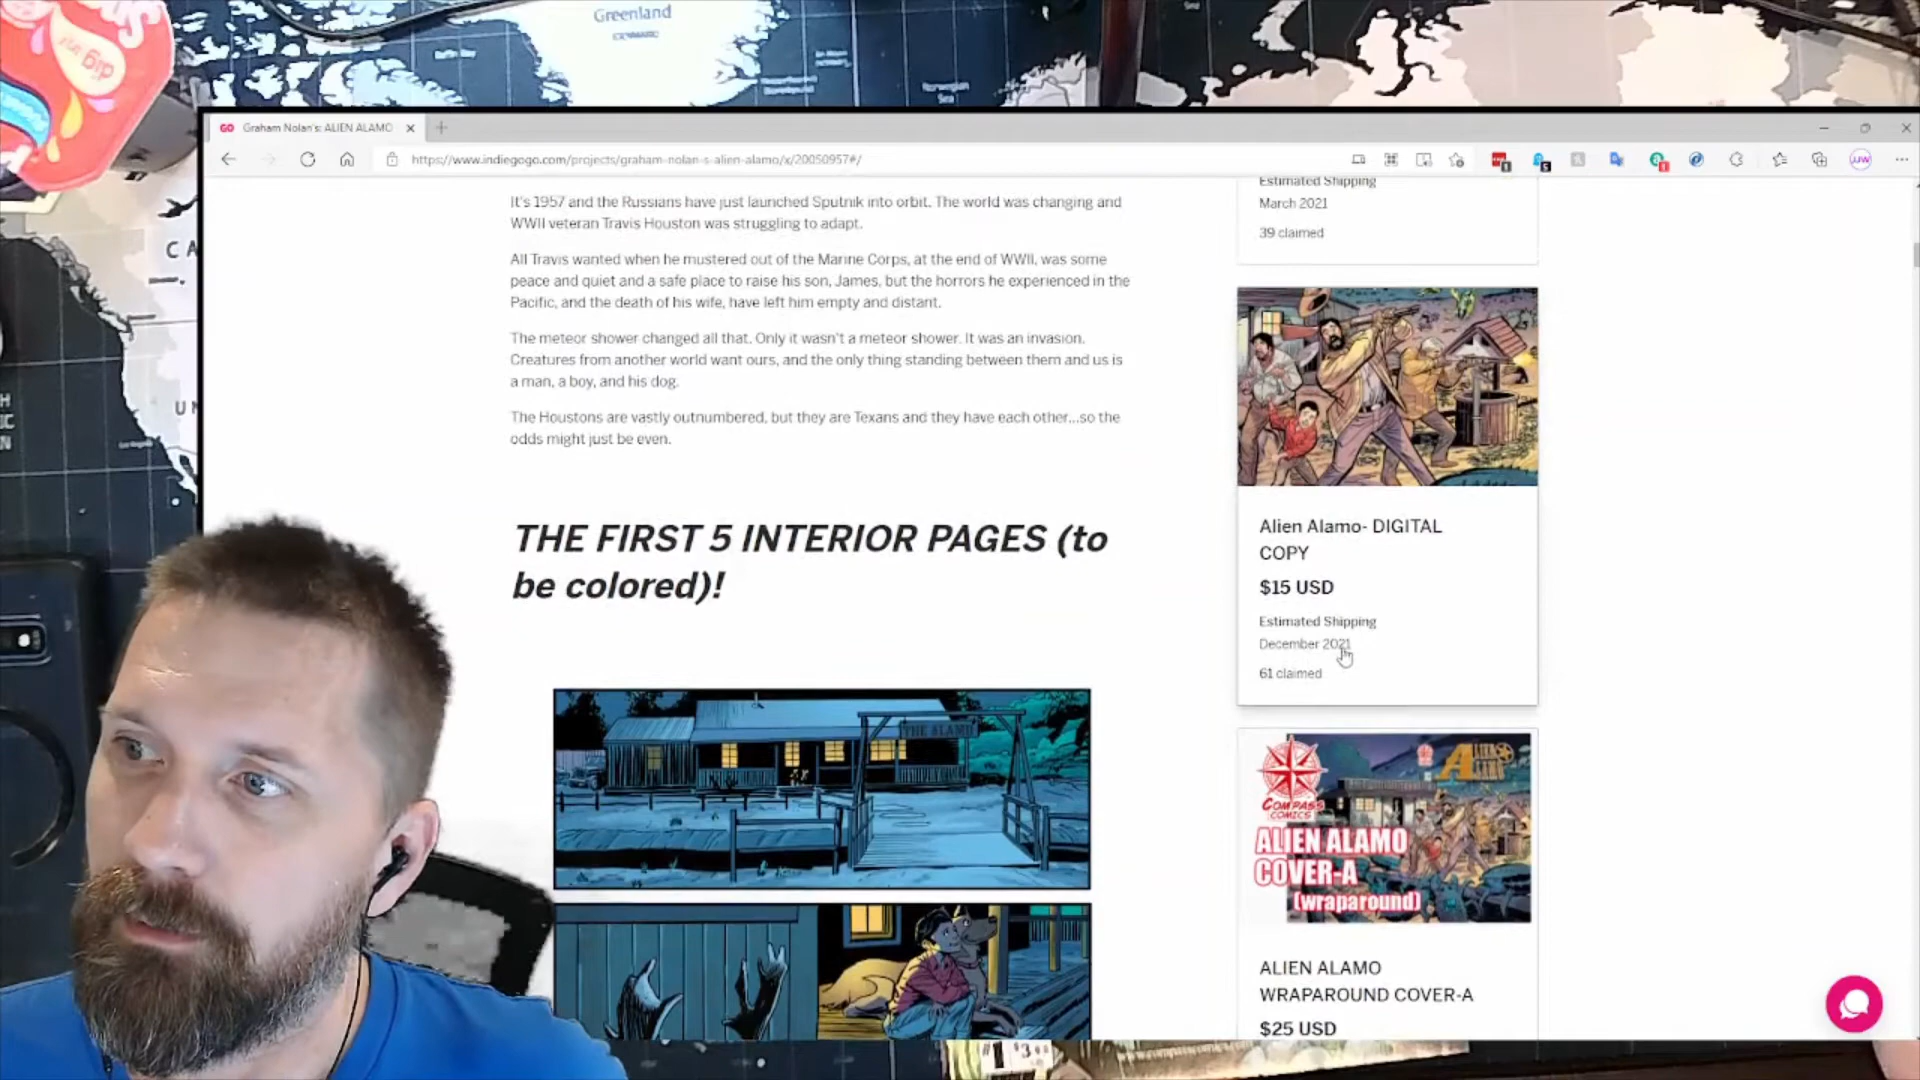 Greenland
Norwegian
Sea
dig
CA
Graham Nolan's: ALIEN ALAMO
https://www.indiegogo.com/projects/graham-nolan-s-alien-alamo/x/20050957#/
JJW
It's 1957 and the Russians have just launched Sputnik into orbit. The world was changing and
WWII veteran Travis Houston was struggling to adapt.
All Travis wanted when he mustered out of the Marine Corps, at the end of WWII, was some
peace and quiet and a safe place to raise his son, James, but the horrors he experienced in the
Pacific, and the death of his wife, have left him empty and distant.
The meteor shower changed all that. Only it wasn't a meteor shower. It was an invasion.
Creatures from another world want ours, and the only thing standing between them and us is
a man, a boy, and his dog.
The Houstons are vastly outnumbered, but they are Texans and they have each other...so the
odds might just be even.
THE FIRST 5 INTERIOR PAGES (to
be colored)!
THE ALAMO
Estimated Shipping
March 2021
39 claimed
Alien Alamo- DIGITAL
COPY
$15 USD
Estimated Shipping
December 2021
61 claimed
COMPASS
COMICS
ALIEN
ALAMO
ALIEN ALAMO
COVER-A
(wraparound)
ALIEN ALAMO
WRAPAROUND COVER-A
$25 USD